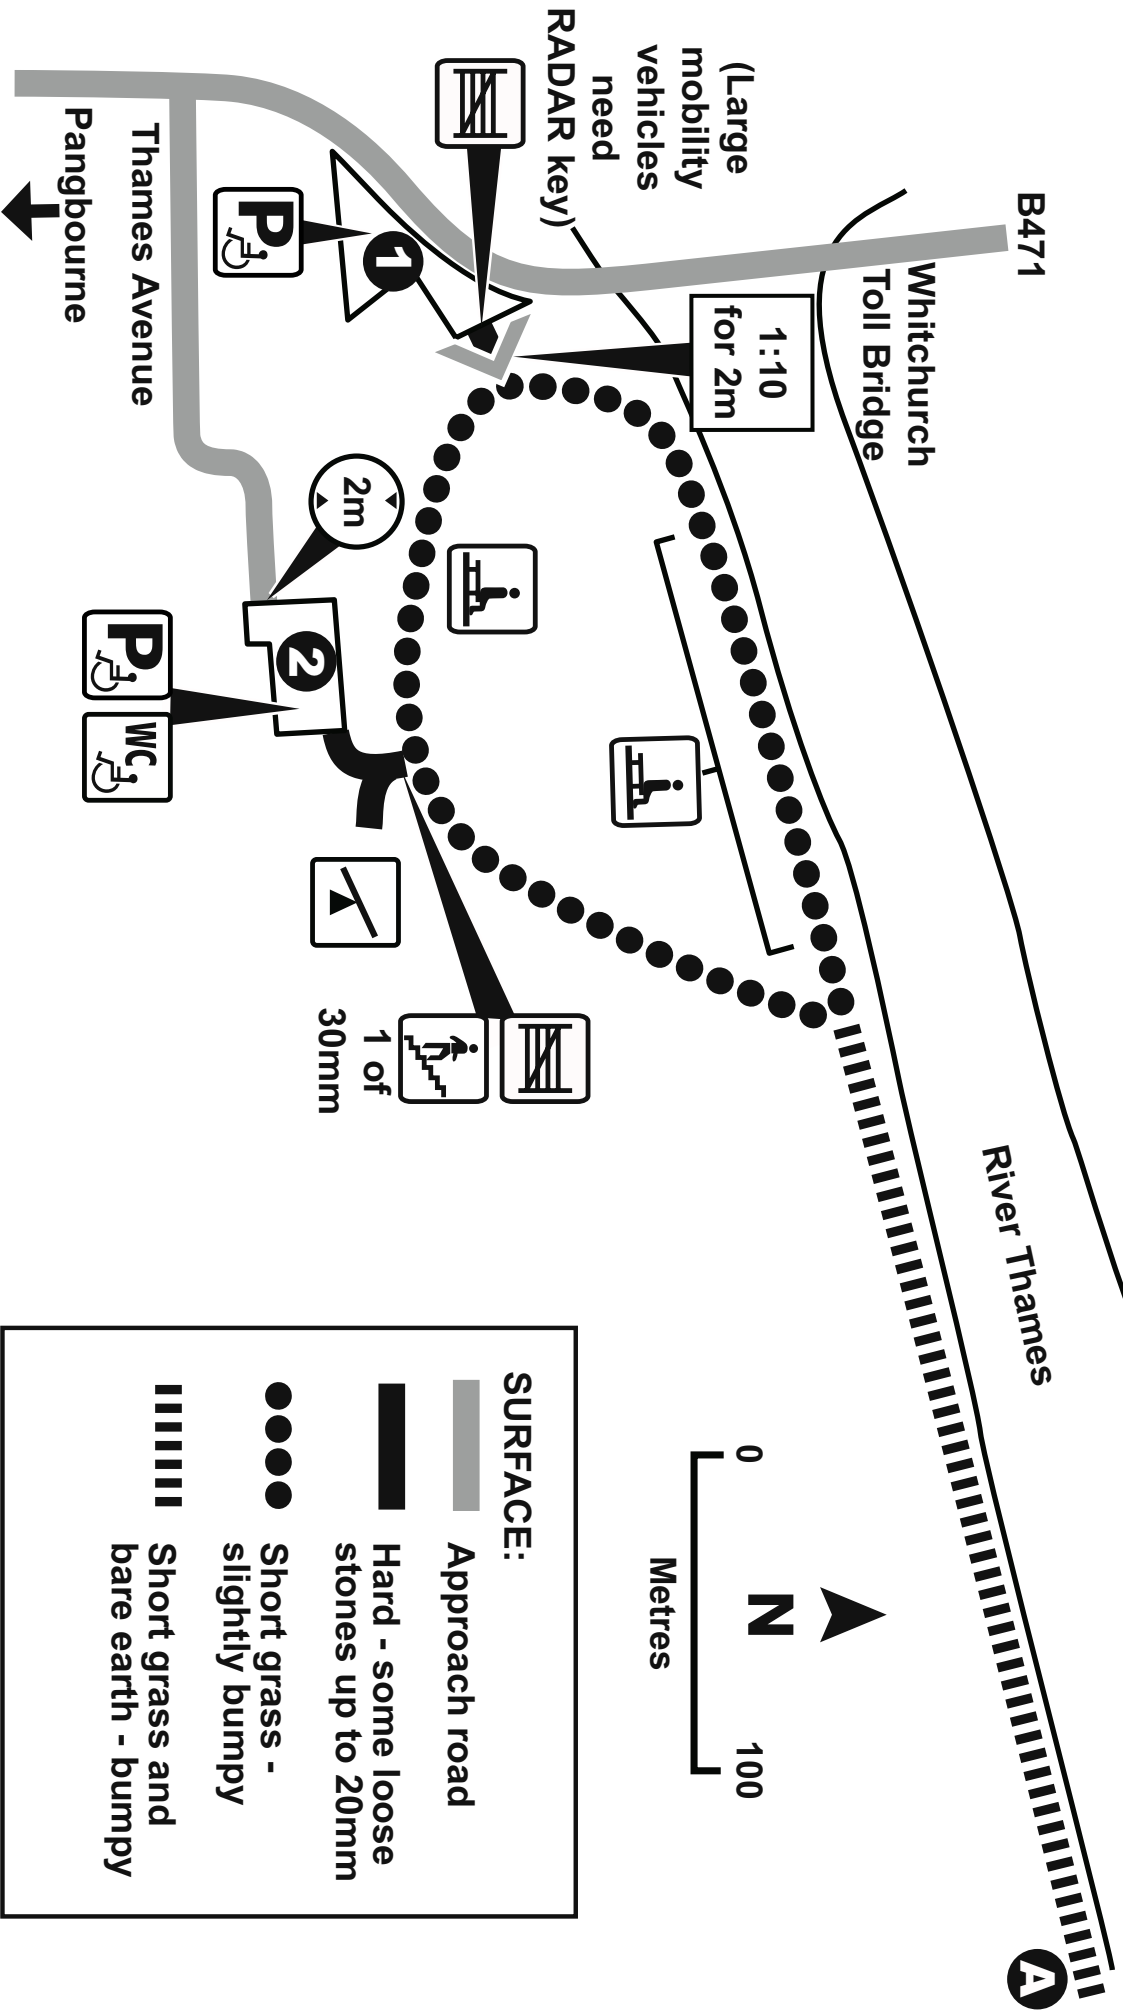 B471
Whitchurch
Toll Bridge
(Large
mobility
vehicles
need
RADAR key)
1:10
for 2m
River Thames
P
1
Thames Avenue
Pangbourne
2m
2
P
WC
1 of
30mm
0
100
Metres
N
A
SURFACE:
Approach road
Hard - some loose
stones up to 20mm
Short grass -
slightly bumpy
Short grass and
bare earth - bumpy